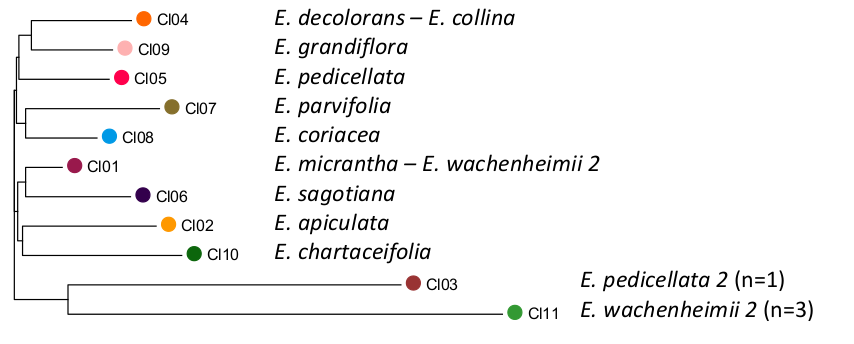 Cl04 E. decolorans – E. collina
Cl09 E. grandiflora
Cl05 E. pedicellata
Cl07 E. parvifolia
Cl08 E. coriacea
Cl01 E. micrantha – E. wachenheimii 2
Cl06 E. sagotiana
Cl02 E. apiculata
Cl10 E. chartaceifolia
Cl03 E. pedicellata 2 (n=1)
Cl11 E. wachenheimii 2 (n=3)